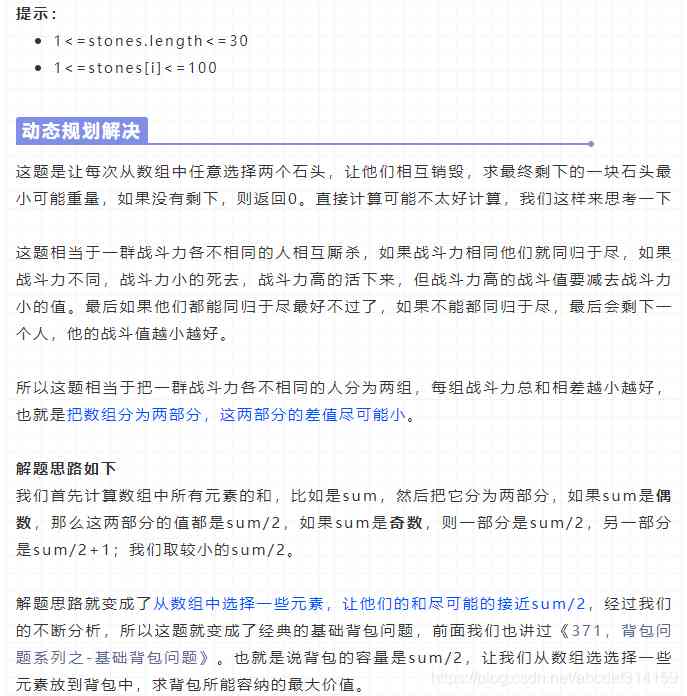 提示：
1<=stones.length<=30
1<=stones[i]<=100
动态规划解决
这题是让每次从数组中任意选择两个石头，让他们相互销毁，求最终剩下的一块石头最
小可能重量，如果没有剩下，则返回0。直接计算可能不太好计算，我们这样来思考一下
这题相当于一群战斗力各不相同的人相互厮杀，如果战斗力相同他们就同归于尽，如果
战斗力不同，战斗力小的死去，战斗力高的活下来，但战斗力高的战斗值要减去战斗力
小的值。最后如果他们都能同归于尽最好不过了，如果不能都同归于尽，最后会剩下一
个人，他的战斗值越小越好。
所以这题相当于把一群战斗力各不相同的人分为两组，每组战斗力总和相差越小越好，
也就是把数组分为两部分，这两部分的差值尽可能小。
解题思路如下
我们首先计算数组中所有元素的和，比如是sum，然后把它分为两部分，如果sum是偶
数，那么这两部分的值都是sum/2，如果sum是奇数，则一部分是sum/2，另一部分
是sum/2+1；我们取较小的sum/2。
解题思路就变成了从数组中选择一些元素，让他们的和尽可能的接近sum/2，经过我们
的不断分析，所以这题就变成了经典的基础背包问题，前面我们也讲过《371，背包问
题系列之-基础背包问题》。也就是说背包的容量是sum/2，让我们从数组选选择一些
元素放到背包中，求背包所能容纳的最大价值。
https://blog.csdn.net/abcdef314159